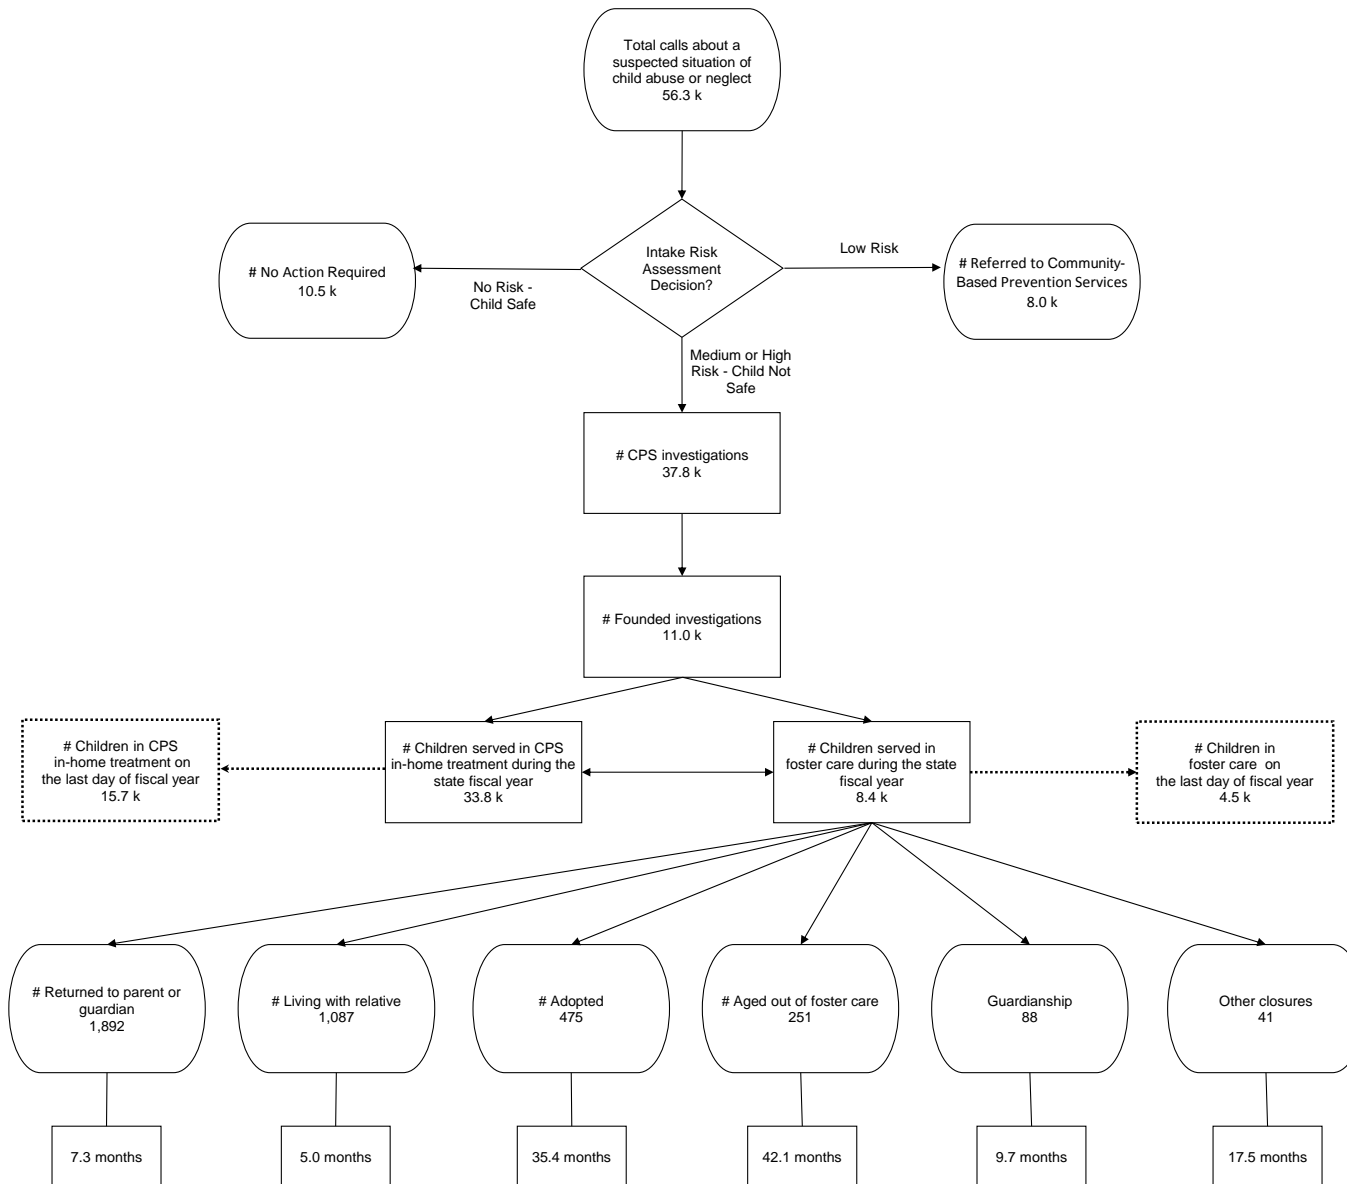 Total calls about a
suspected situation of
child abuse or neglect
56.3 k
Intake Risk
Assessment
Decision?
# No Action Required
10.5 k
No Risk -
Child Safe
Low Risk
# Referred to Community-
Based Prevention Services
8.0 k
Medium or High
Risk - Child Not
Safe
# CPS investigations
37.8 k
# Founded investigations
11.0 k
# Children in CPS
in-home treatment on
the last day of fiscal year
15.7 k
# Children served in CPS
in-home treatment during the
state fiscal year
33.8 k
# Children served in
foster care during the state
fiscal year
8.4 k
# Children in
foster care on
the last day of fiscal year
4.5 k
# Returned to parent or
guardian
1,892
# Living with relative
1,087
# Adopted
475
# Aged out of foster care
251
Guardianship
88
Other closures
41
7.3 months
5.0 months
35.4 months
42.1 months
9.7 months
17.5 months